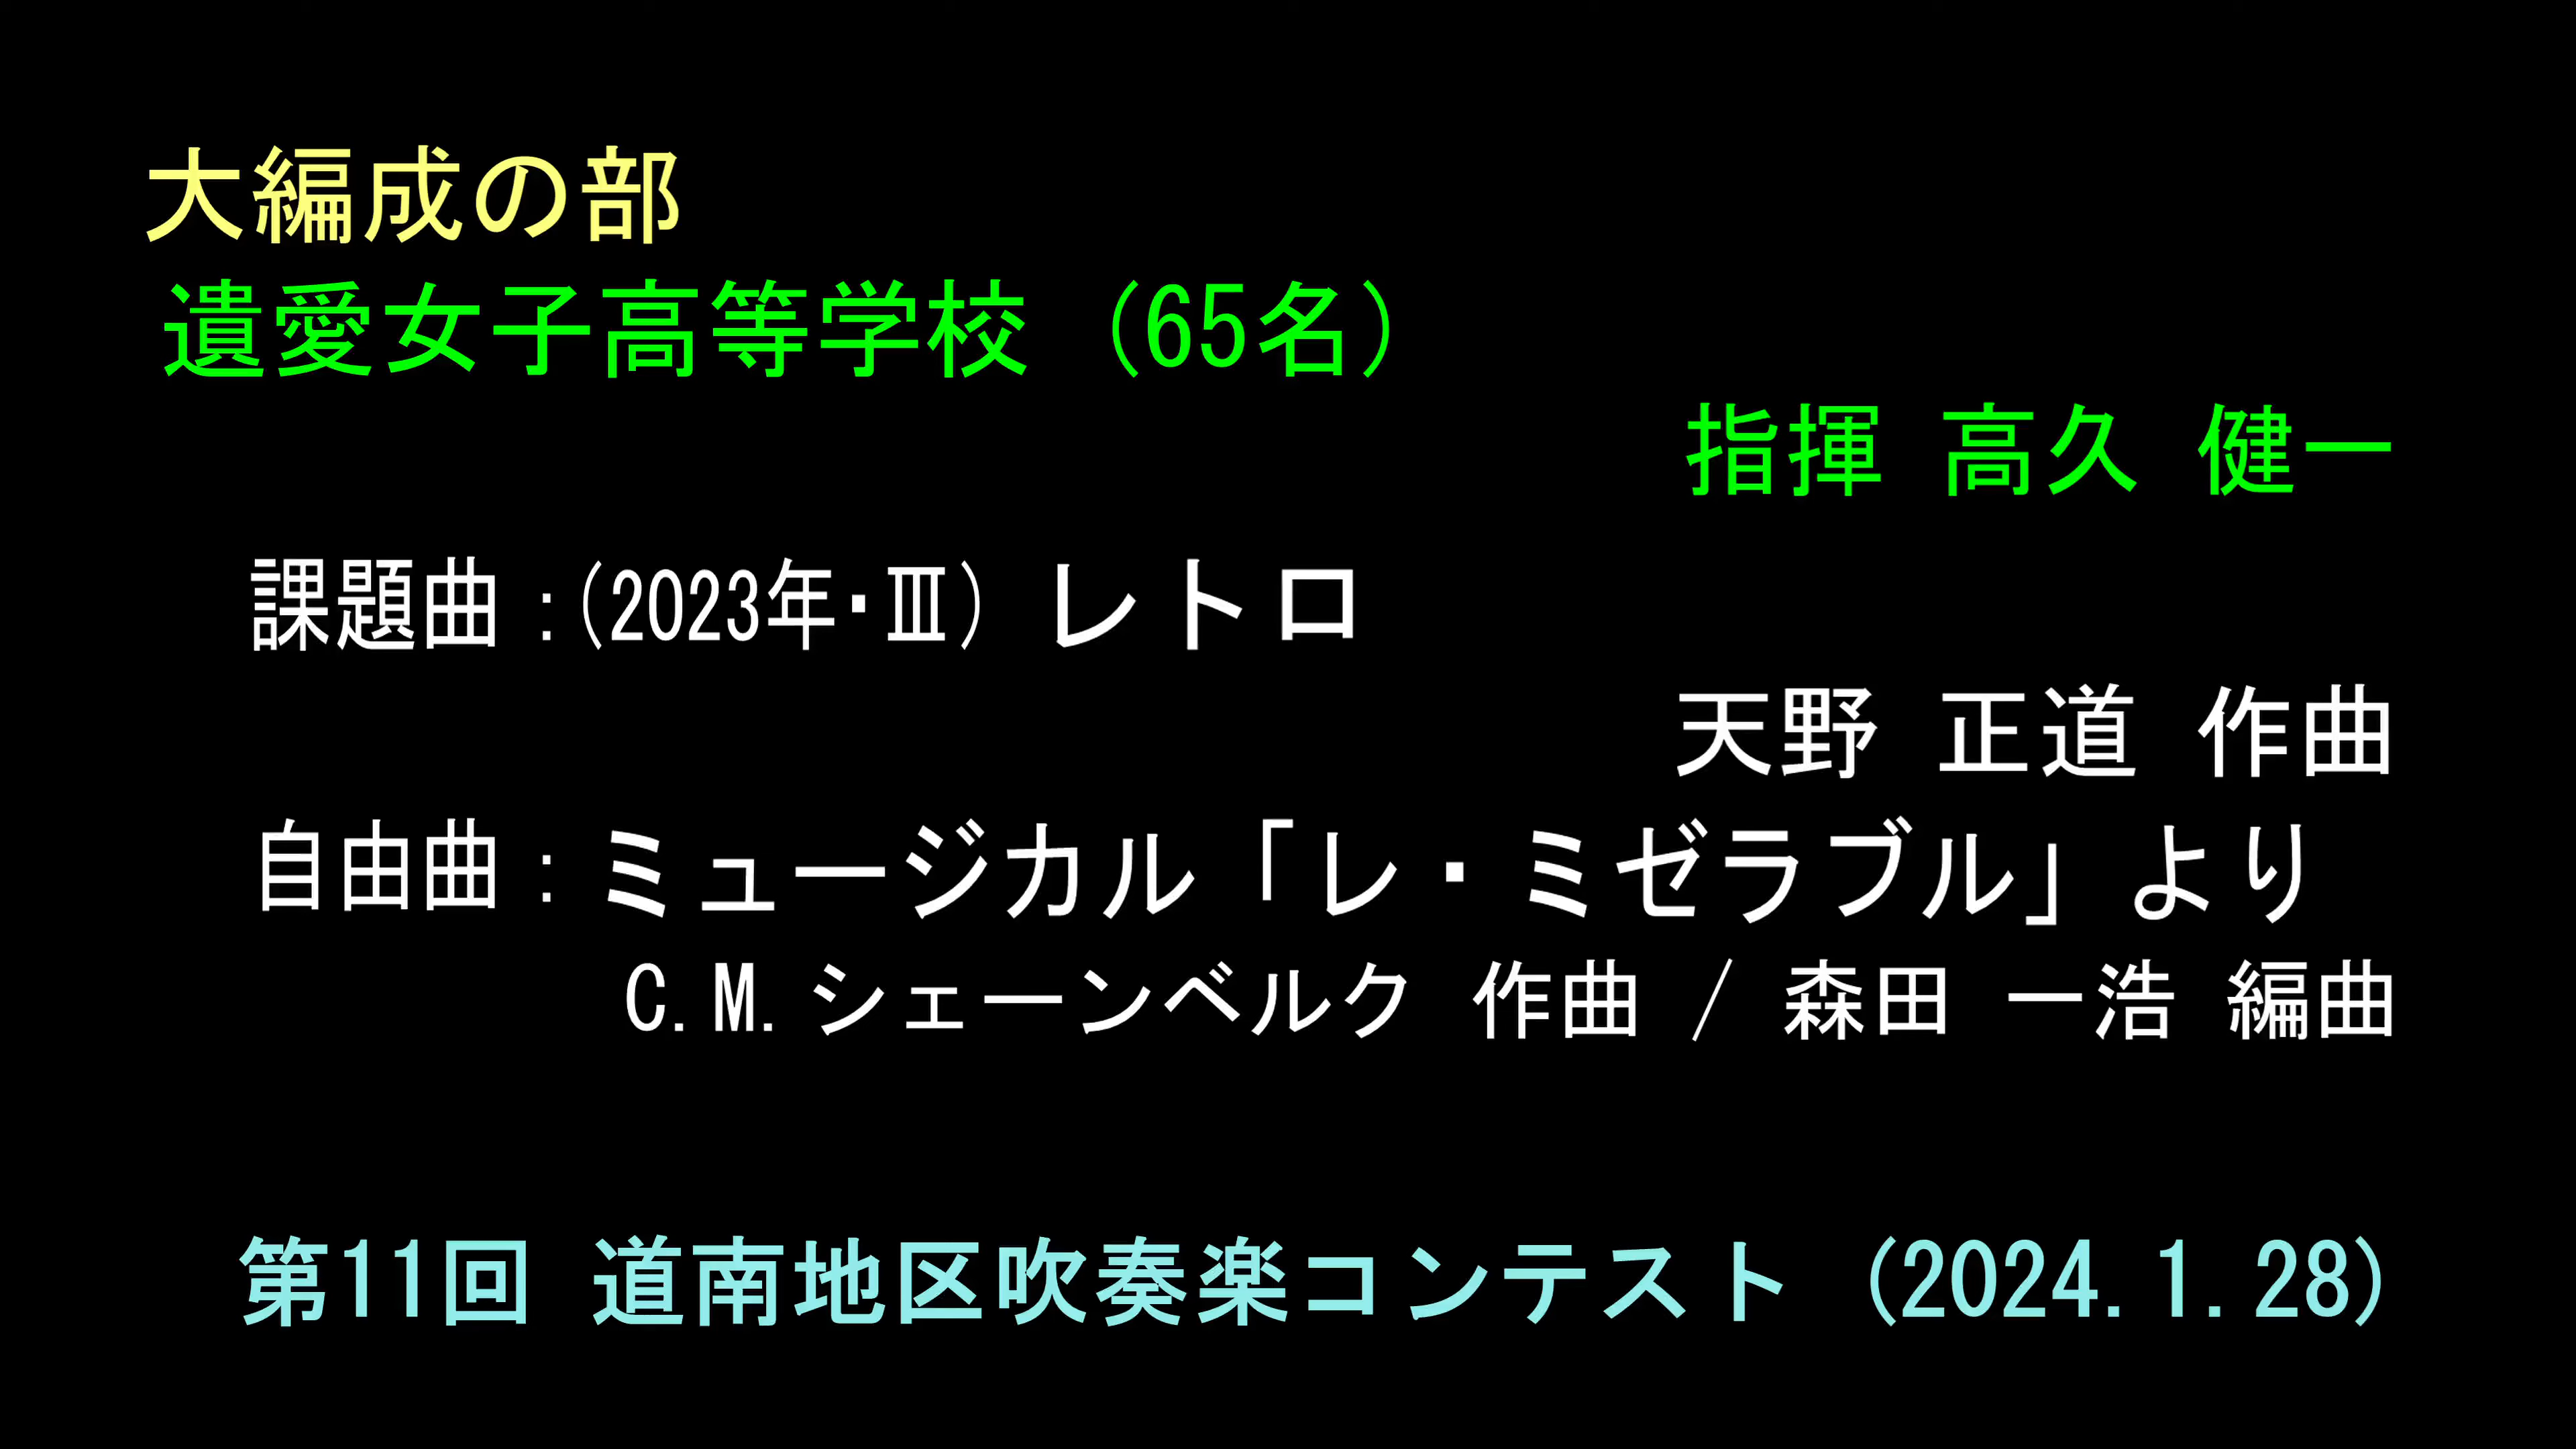 大編成の部
遺愛女子高等学校 (65名)
指揮 高久 健一
課題曲：(2023年・Ⅲ) レトロ
天野 正道 作曲
自由曲：ミュージカル「レ・ミゼラブル」より
C.M.シェーンベルク 作曲 / 森田 一浩 編曲
第11回 道南地区吹奏楽コンテスト (2024.1.28)